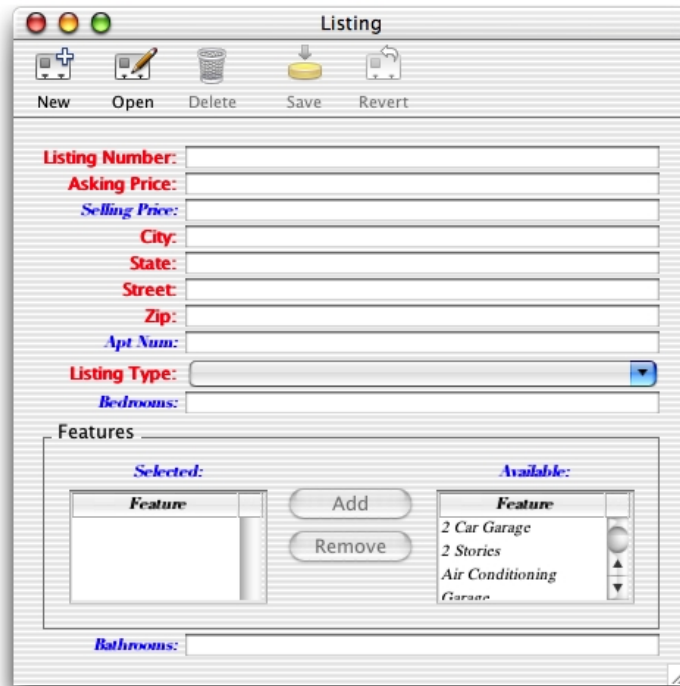 Listing
New Open Delete Save Revert
Listing Number:
Asking Price:
Selling Price:
City:
State:
Street:
Zip:
Apt Num:
Listing Type:
Bedrooms:
Features
Selected: Available:
Feature Add Feature
2 Car Garage
2 Stories
Remove
Air Conditioning
Garage
Bathrooms: